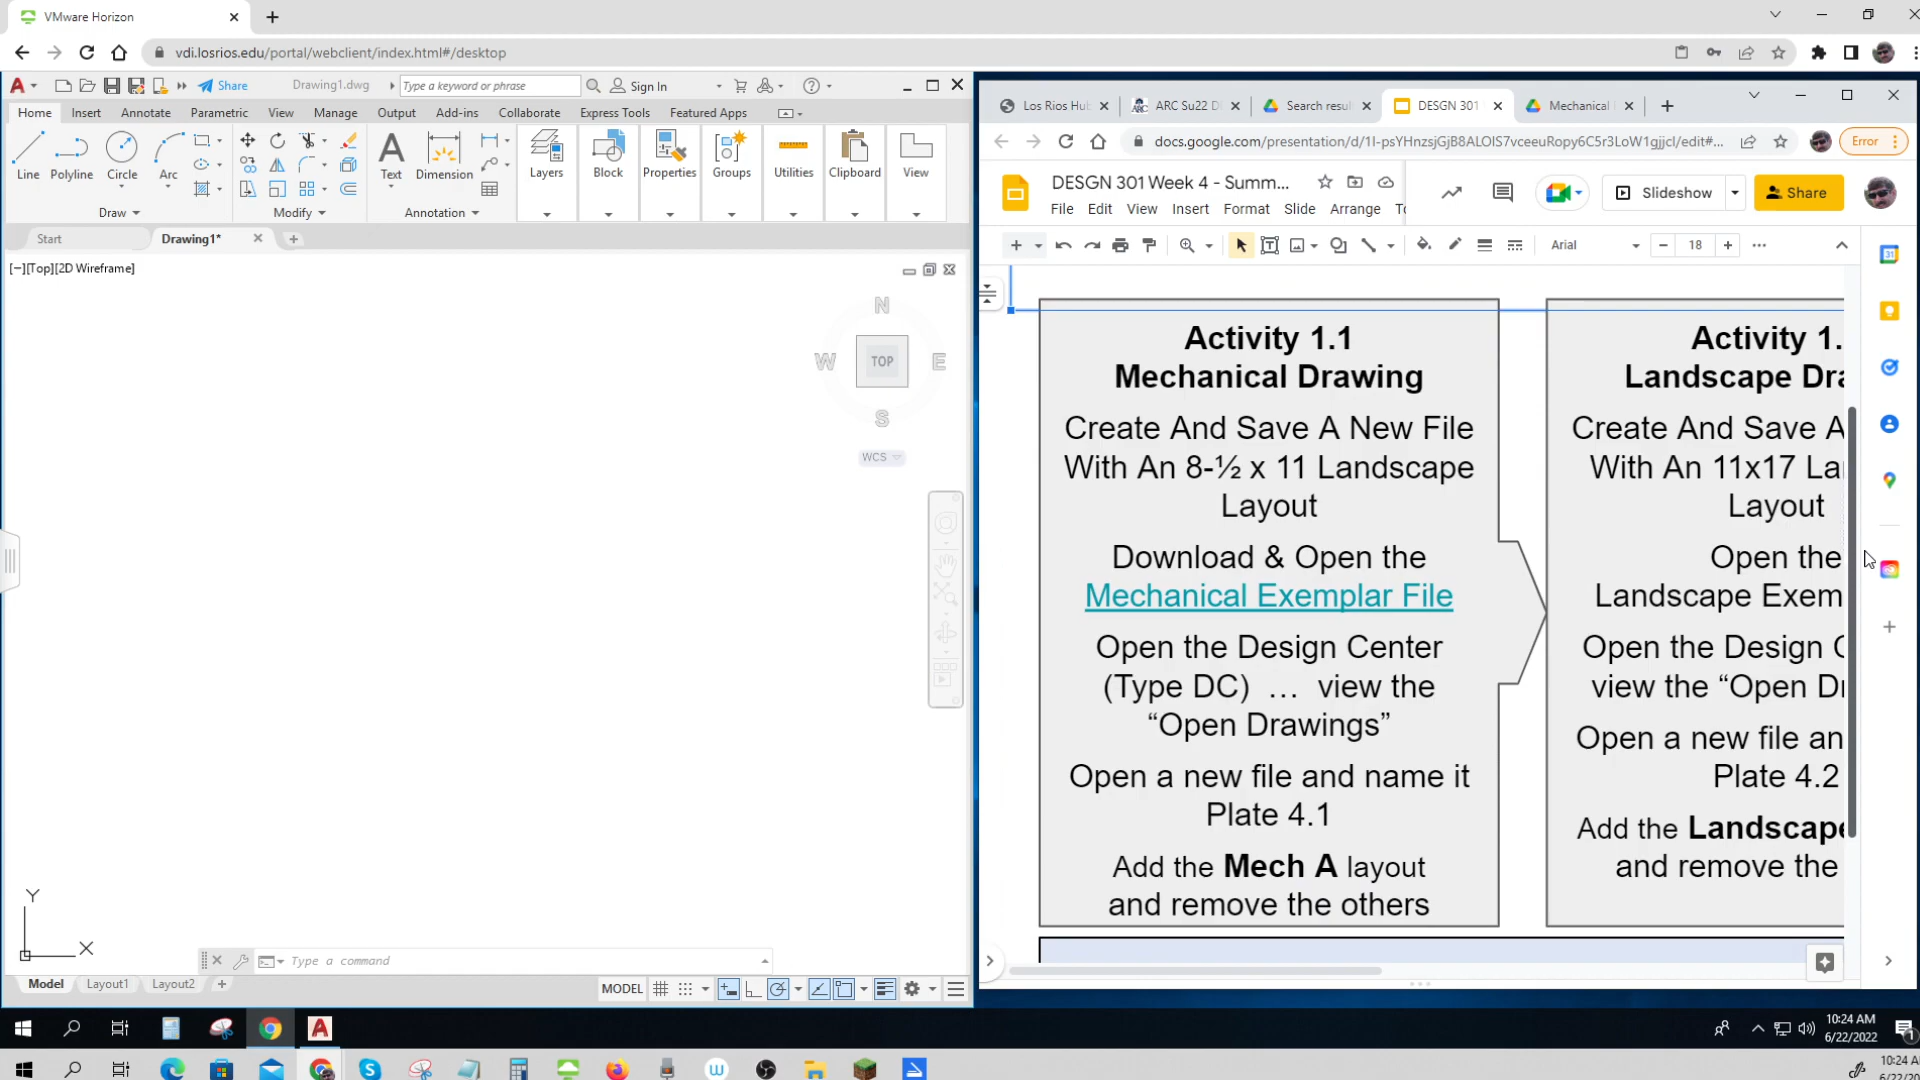 VMware Horizon
vdi.losrios.edu/portal/webclient/index.html#/desktop
Share
Drawing1.dwg
Type a keyword or phrase
Sign In
Home Insert Annotate Parametric View Manage Output Add-ins Collaborate Express Tools Featured Apps
Line Polyline Circle Arc
Text Dimension
Layers Block Properties Groups Utilities Clipboard View
Draw Modify Annotation
Start Drawing1*
[−][Top][2D Wireframe]
N
W TOP E
S
WCS
Y
X
Type a command
Model Layout1 Layout2 +
MODEL
Los Rios Hu
ARC Su22 D
Search resul
DESGN 301
Mechanical
docs.google.com/presentation/d/1I-psYHnzsjGjB8ALOIS7vceeuRopy6C5r3LoW1gjjcl/edit#...
Error
DESGN 301 Week 4 - Summ...
File Edit View Insert Format Slide Arrange
Slideshow
Share
Arial
18
31
Activity 1.1
Mechanical Drawing
Create And Save A New File
With An 8-½ x 11 Landscape
Layout
Download & Open the
Mechanical Exemplar File
Open the Design Center
(Type DC) … view the
“Open Drawings”
Open a new file and name it
Plate 4.1
Add the Mech A layout
and remove the others
Activity 1.
Landscape Dra
Create And Save A
With An 11x17 La
Layout
Open the
Landscape Exem
Open the Design C
view the “Open Dr
Open a new file an
Plate 4.2
Add the Landscape
and remove the
10:24 AM
6/22/2022
1
10:24 A
6/22/20